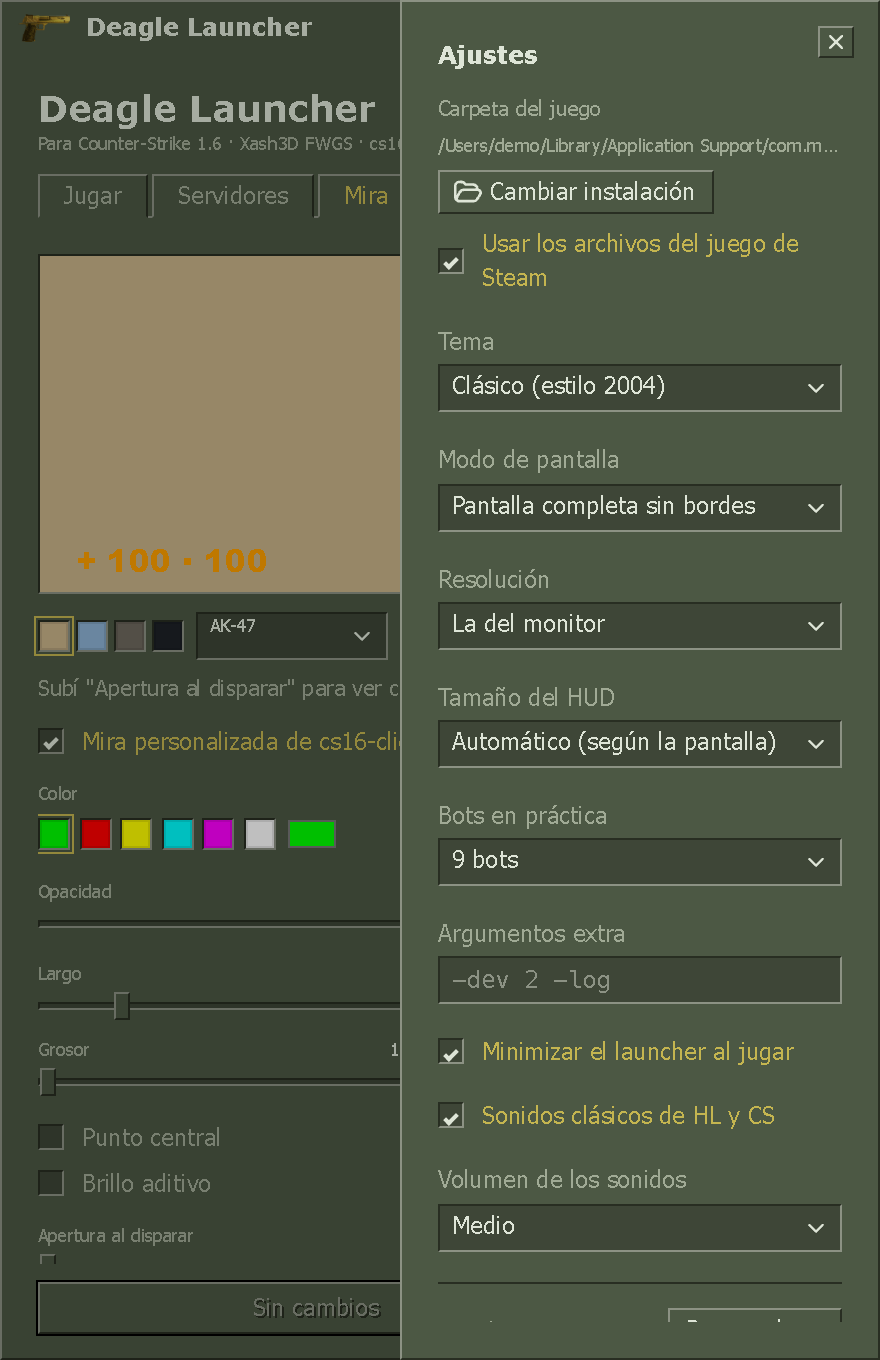 Deagle Launcher
Deagle Launcher
Para Counter-Strike 1.6 · Xash3D FWGS · cs16
Jugar
Servidores
Mira
+ 100 · 100
AK-47
Subí "Apertura al disparar" para ver c
Mira personalizada de cs16-cli
Color
Opacidad
Largo
Grosor
1
Punto central
Brillo aditivo
Apertura al disparar
Sin cambios
Ajustes
Carpeta del juego
/Users/demo/Library/Application Support/com.m...
Cambiar instalación
Usar los archivos del juego de
Steam
Tema
Clásico (estilo 2004)
Modo de pantalla
Pantalla completa sin bordes
Resolución
La del monitor
Tamaño del HUD
Automático (según la pantalla)
Bots en práctica
9 bots
Argumentos extra
–dev 2 –log
Minimizar el launcher al jugar
Sonidos clásicos de HL y CS
Volumen de los sonidos
Medio